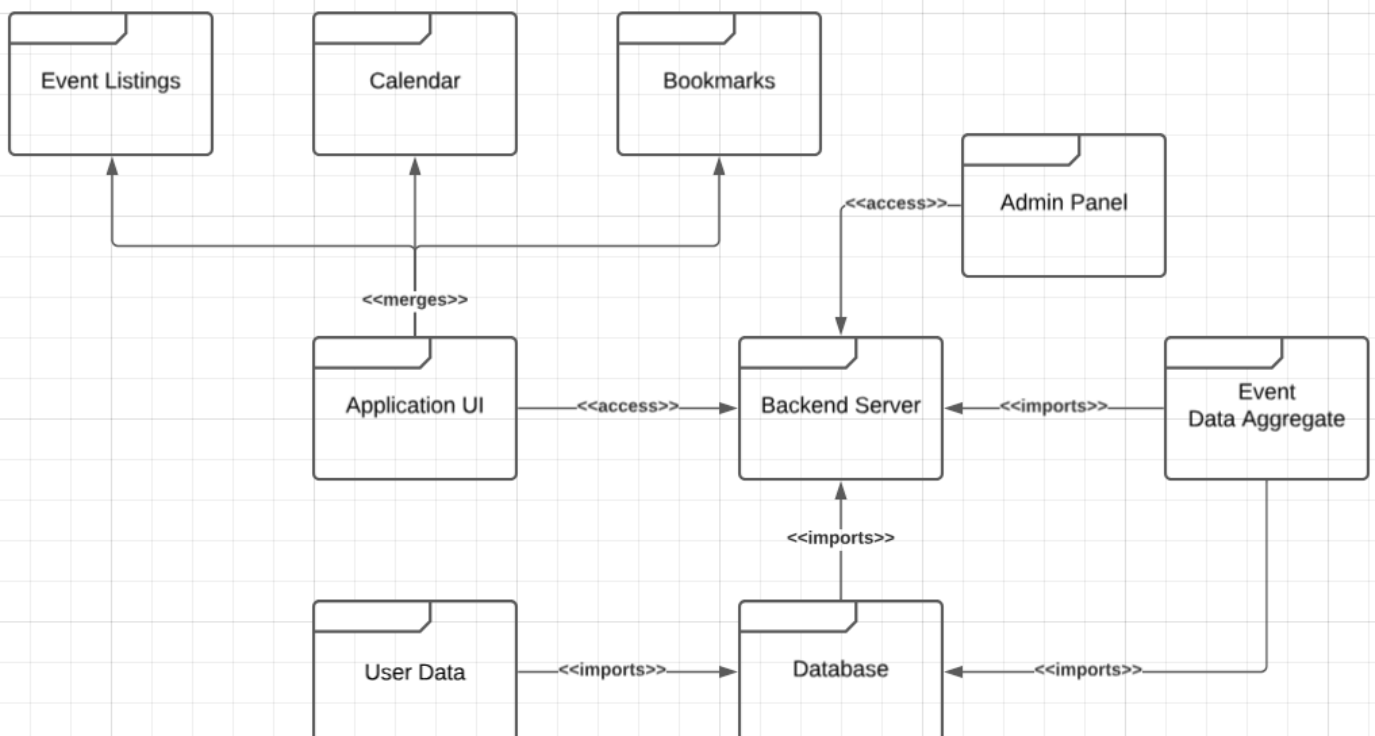 Event Listings
Calendar
Bookmarks
<<access>>
Admin Panel
<<merges>>
Application UI
<<access>>
Backend Server
<<imports>>
Event
Data Aggregate
<<imports>>
User Data
<<imports>>
Database
<<imports>>